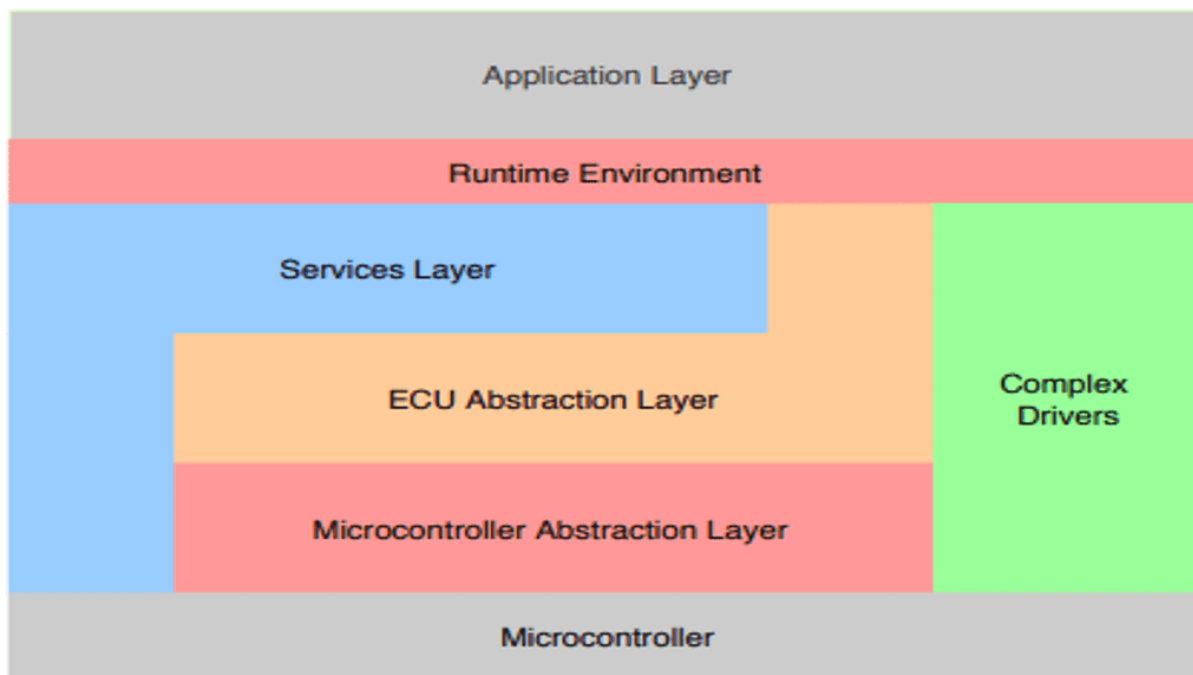 Application Layer
Runtime Environment
Services Layer
ECU Abstraction Layer
Complex
Drivers
Microcontroller Abstraction Layer
Microcontroller